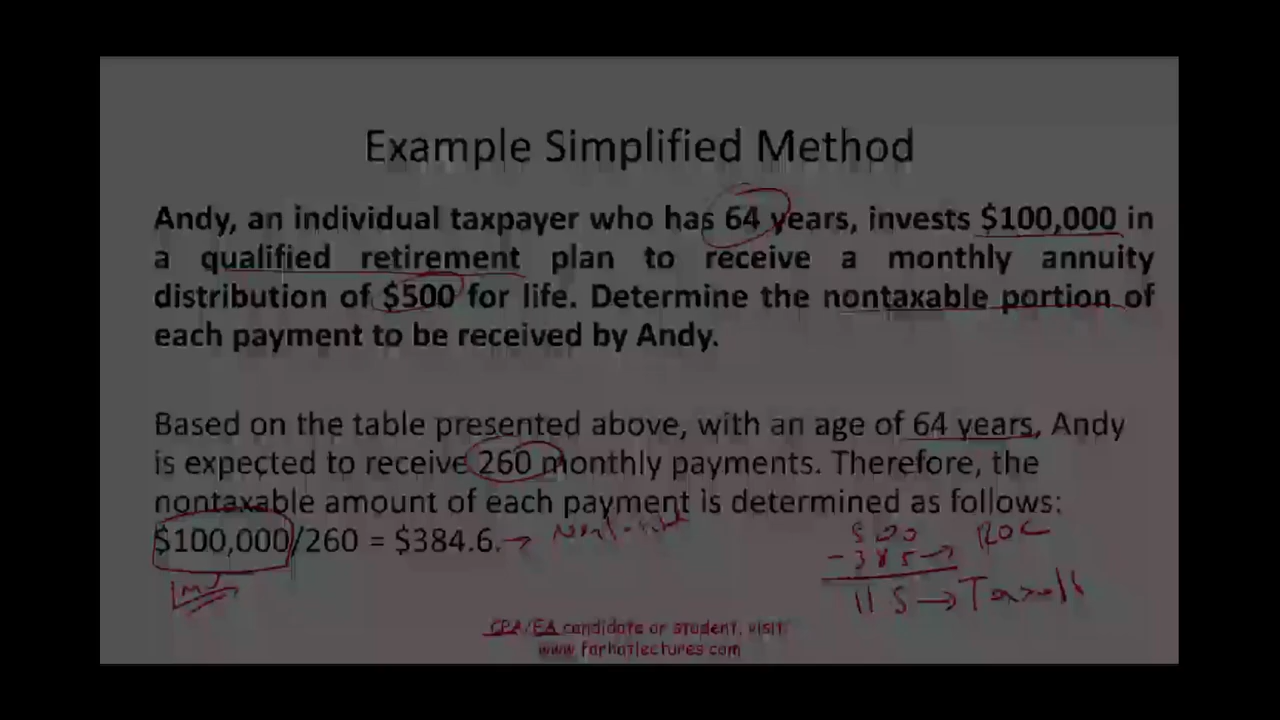 Example Simplified Method
Andy, an individual taxpayer who has 64 years, invests $100,000 in
a qualified retirement plan to receive a monthly annuity
distribution of $500 for life. Determine the nontaxable portion of
each payment to be received by Andy.
Based on the table presented above, with an age of 64 years, Andy
is expected to receive 260 monthly payments. Therefore, the
nontaxable amount of each payment is determined as follows:
$100,000/260 = $384.6. →
500
- 385 → ROC
115 →
CPA/EA candidate or student, visit:
www.farhatlectures.com